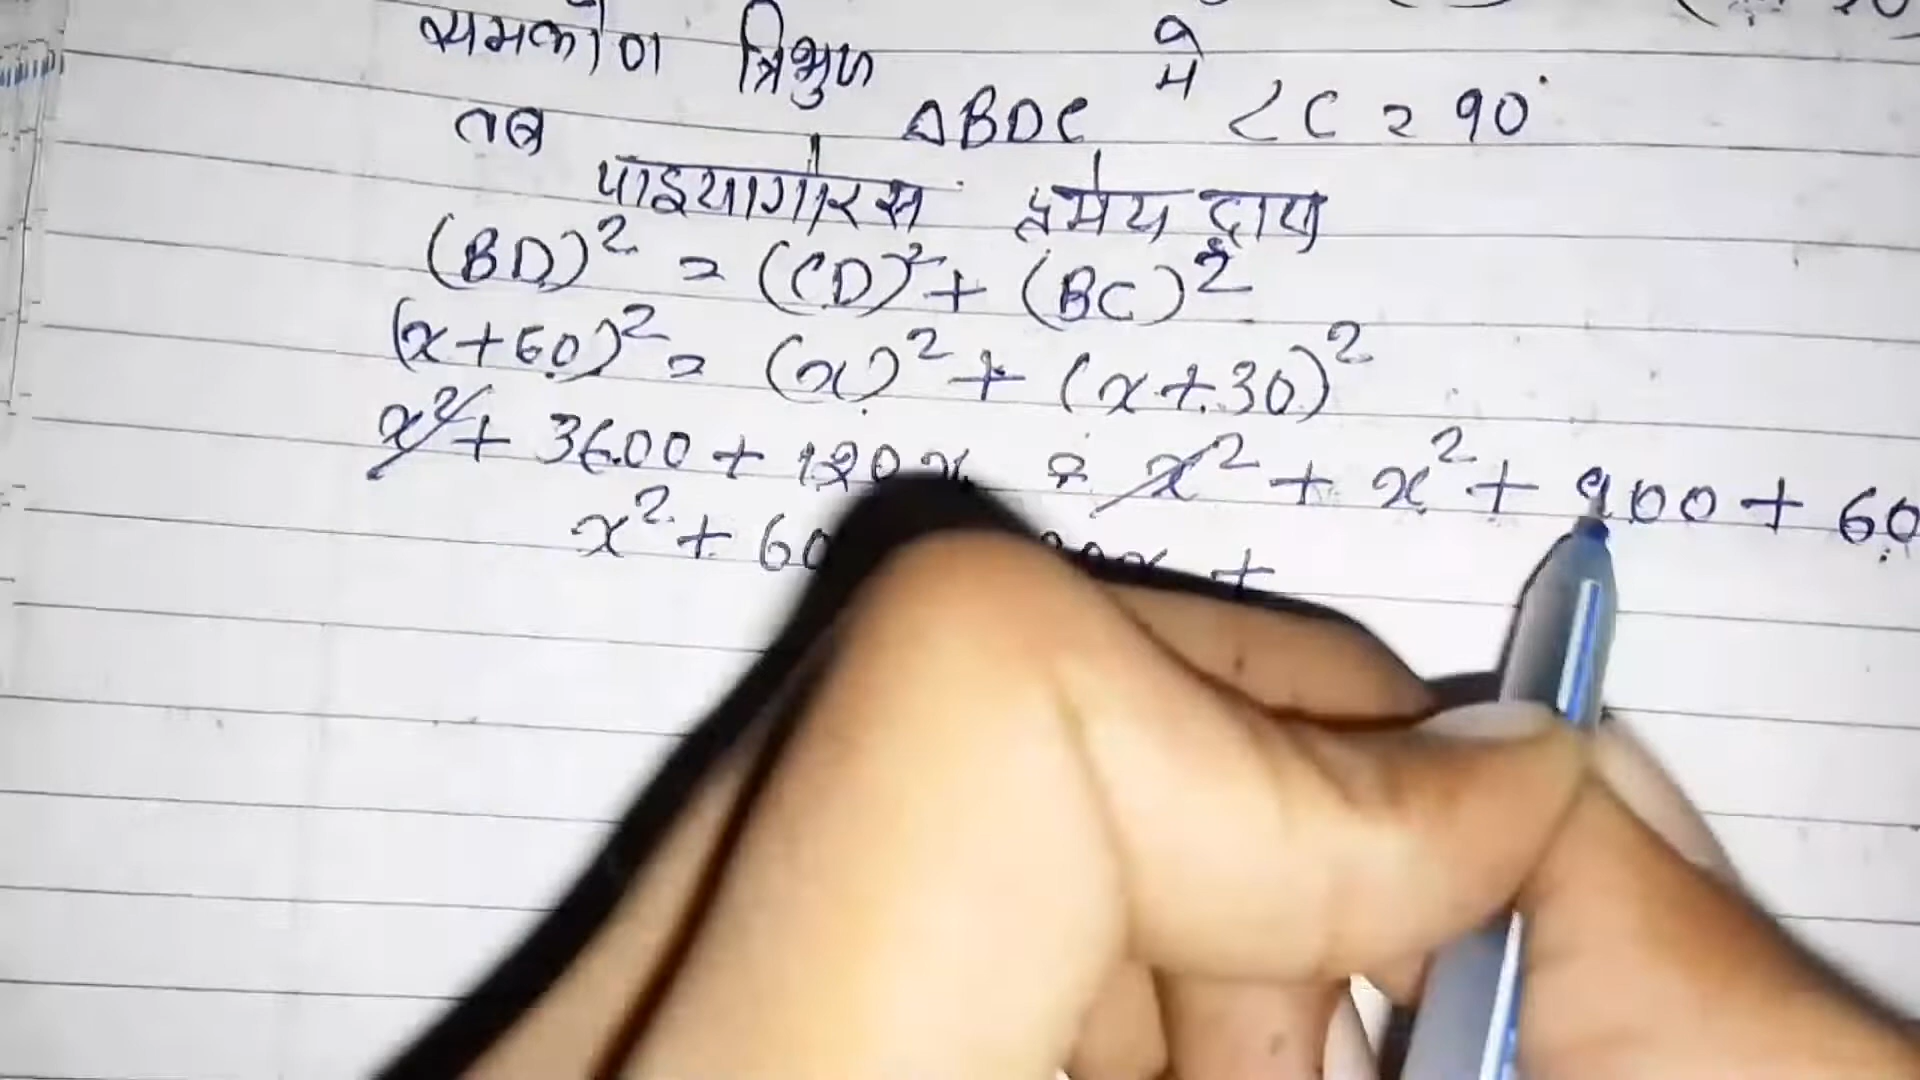 समकोण त्रिभुज
ΔBDC में ∠C = 90°
तब
पाइथागोरस प्रमेय द्वारा
(BD)² = (CD)² + (BC)²
(x+60)² = (x)² + (x+30)²
x² + 3600 + 120x = x² + x² + 900 + 60
x² + 60 +